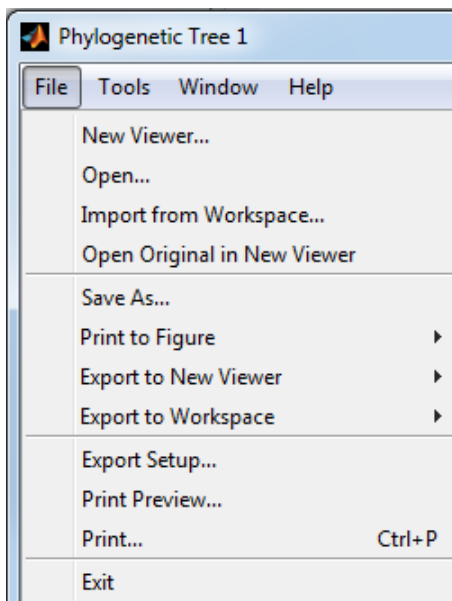 Phylogenetic Tree 1
File Tools Window Help
New Viewer...
Open...
Import from Workspace...
Open Original in New Viewer
Save As...
Print to Figure
Export to New Viewer
Export to Workspace
Export Setup...
Print Preview...
Print... Ctrl+P
Exit